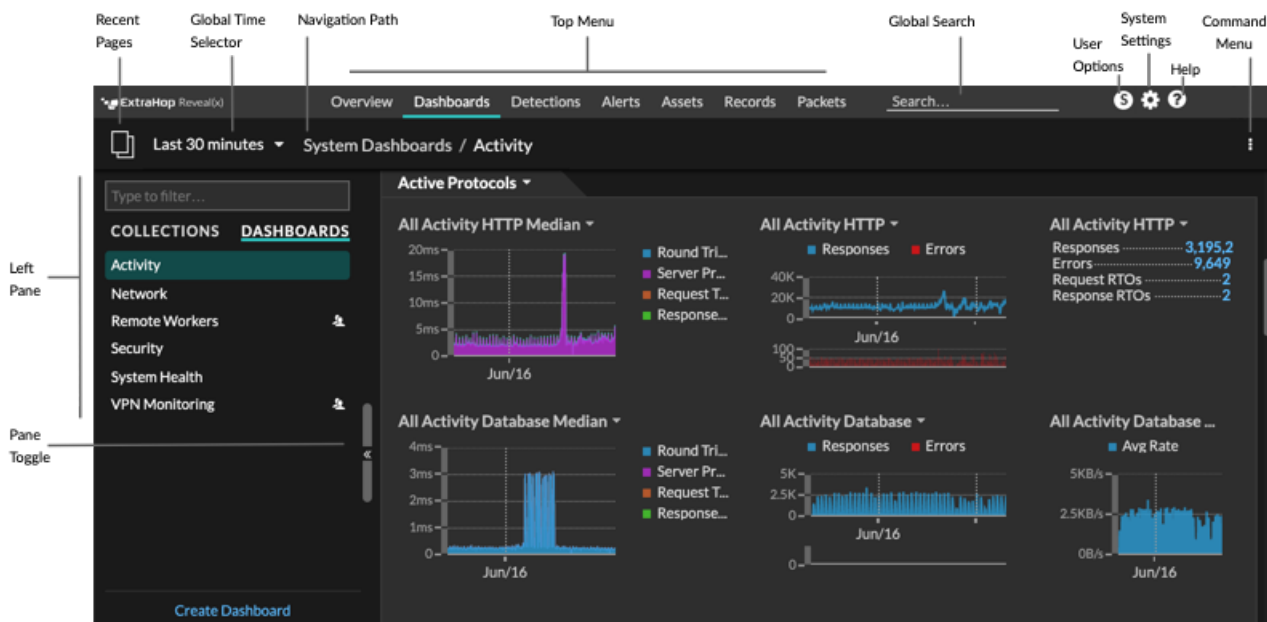 Recent Pages
Global Time Selector
Navigation Path
Top Menu
Global Search
User Options
System Settings
Help
Command Menu
ExtraHop Reveal(x)
Overview Dashboards Detections Alerts Assets Records Packets Search...
S ?
Last 30 minutes System Dashboards / Activity
Left Pane
Pane Toggle
Type to filter...
COLLECTIONS DASHBOARDS
Activity
Network
Remote Workers
Security
System Health
VPN Monitoring
«
Create Dashboard
Active Protocols
All Activity HTTP Median
20ms
15ms
10ms
5ms
0
Jun/16
Round Tri...
Server Pr...
Request T...
Response...
All Activity HTTP
Responses Errors
40K
20K
0
Jun/16
100
50
0
All Activity HTTP
Responses 3,195,2
Errors 9,649
Request RTOs 2
Response RTOs 2
All Activity Database Median
4ms
3ms
2ms
1ms
0
Jun/16
Round Tri...
Server Pr...
Request T...
Response...
All Activity Database
Responses Errors
5K
2.5K
0
Jun/16
0
All Activity Database ...
Avg Rate
5KB/s
2.5KB/s
0B/s
Jun/16